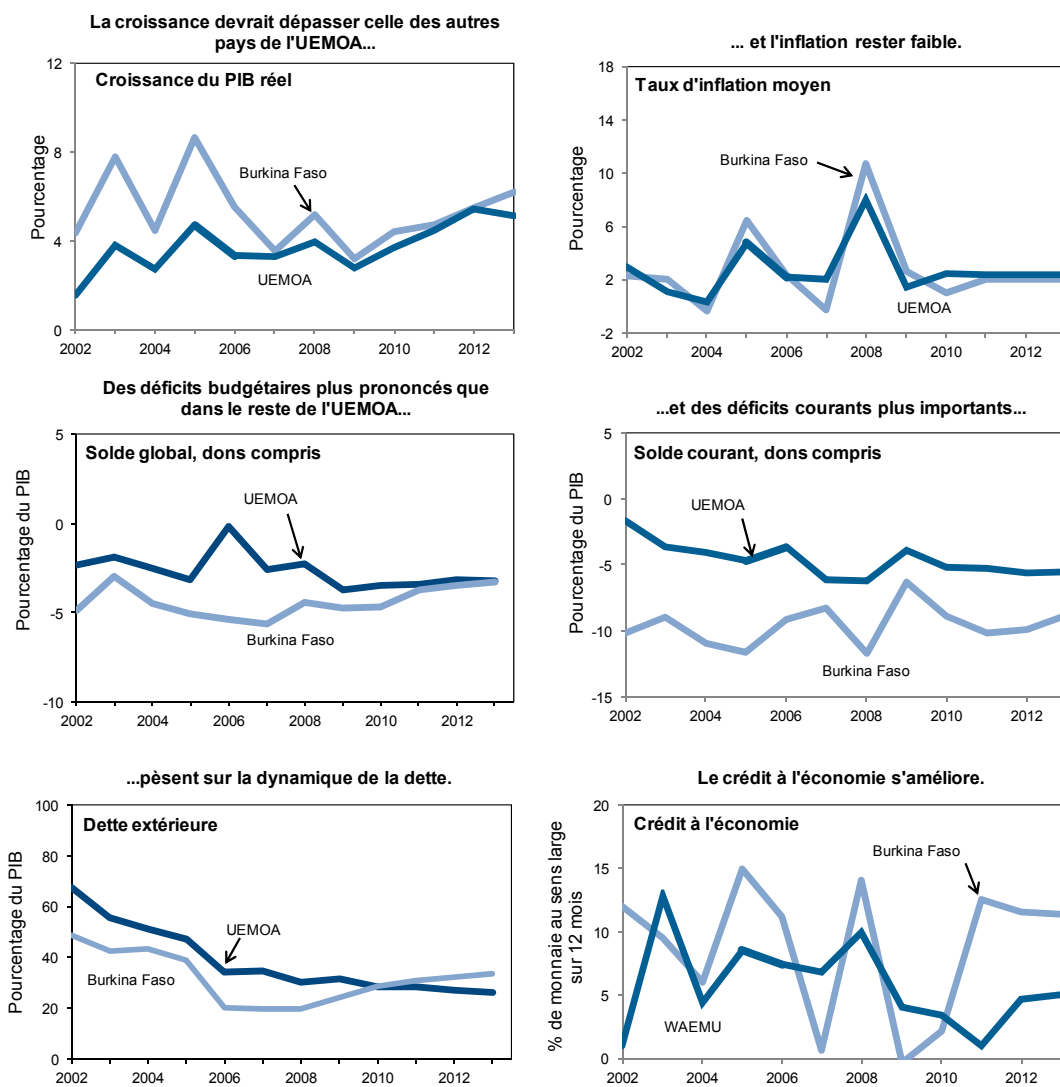 La croissance devrait dépasser celle des autres
pays de l'UEMOA...
Croissance du PIB réel
Pourcentage
12
8
4
0
Burkina Faso
UEMOA
2002 2004 2006 2008 2010 2012
... et l'inflation rester faible.
Taux d'inflation moyen
Pourcentage
18
14
10
6
2
-2
Burkina Faso
UEMOA
2002 2004 2006 2008 2010 2012
Des déficits budgétaires plus prononcés que
dans le reste de l'UEMOA...
Solde global, dons compris
Pourcentage du PIB
5
0
-5
-10
UEMOA
Burkina Faso
2002 2004 2006 2008 2010 2012
...et des déficits courants plus importants...
Solde courant, dons compris
Pourcentage du PIB
5
0
-5
-10
-15
UEMOA
Burkina Faso
2002 2004 2006 2008 2010 2012
...pèsent sur la dynamique de la dette.
Dette extérieure
Pourcentage du PIB
100
80
60
40
20
0
UEMOA
Burkina Faso
2002 2004 2006 2008 2010 2012
Le crédit à l'économie s'améliore.
Crédit à l'économie
% de monnaie au sens large
sur 12 mois
20
15
10
5
0
Burkina Faso
WAEMU
2002 2004 2006 2008 2010 2012